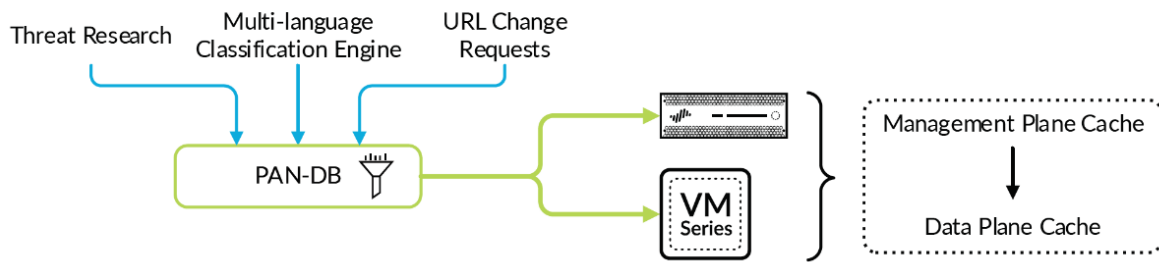 Threat Research
Multi-language
Classification Engine
URL Change
Requests
PAN-DB
VM
Series
Management Plane Cache
Data Plane Cache